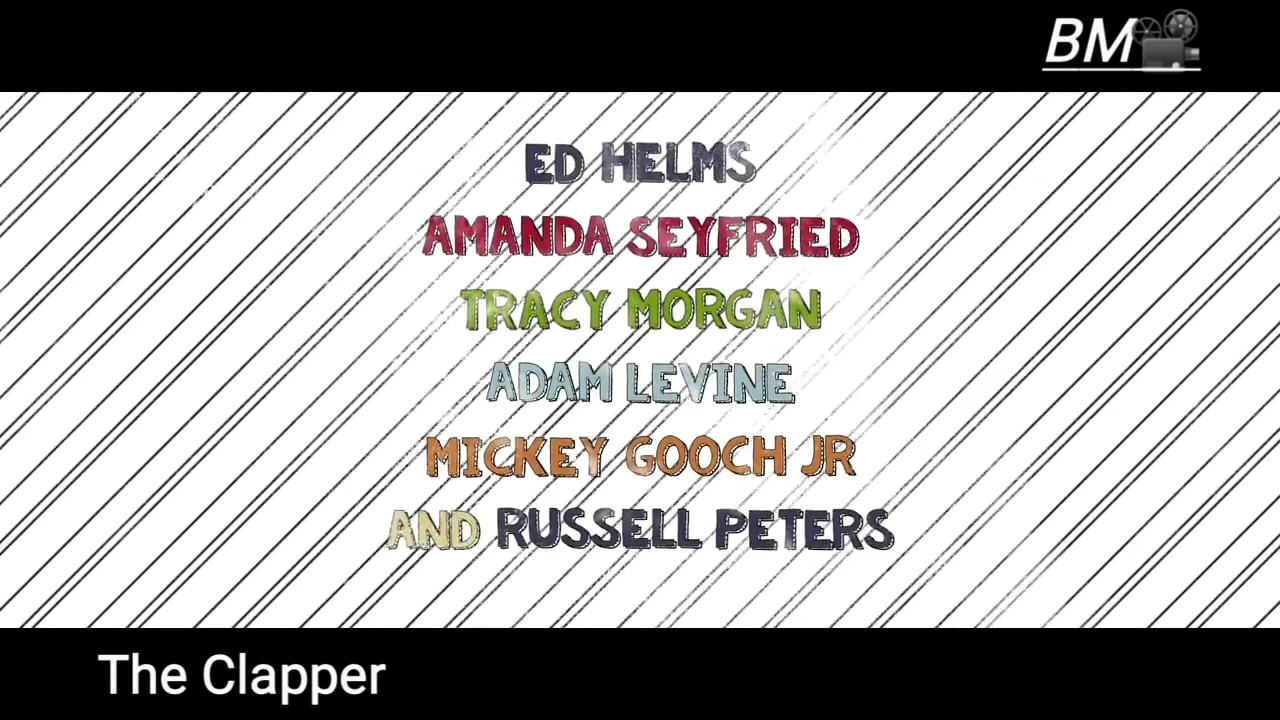 BM
ED HELMS
AMANDA SEYFRIED
TRACY MORGAN
ADAM LEVINE
MICKEY GOOCH JR
AND RUSSELL PETERS
The Clapper